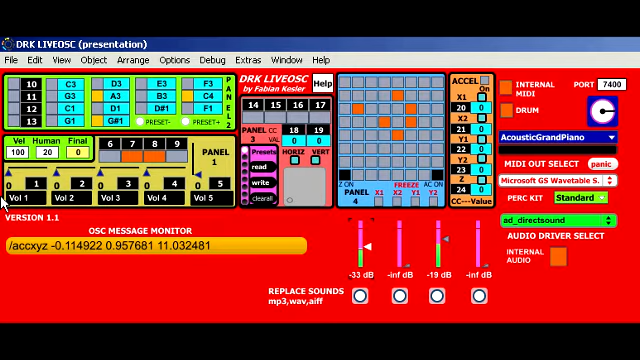 DRK LIVEOSC (presentation)
File Edit View Object Arrange Options Debug Extras Window Help
10 C3 D3 E3 F3
11 G3 A3 B3 C4
12 C1 D1 D#1 F1
13 C2 G#1 PRESET- PRESET+
PANEL 2
Vel Human Final
100 20 0
6 7 8 9
PANEL 1
0 1 0 2 0 3 0 4 0 5
Vol 1 Vol 2 Vol 3 Vol 4 Vol 5
VERSION 1.1
OSC MESSAGE MONITOR
/accxyz -0.114922 0.957681 11.032481
DRK LIVEOSC Help
by Fabian Kesler
14 15 16 17
PANEL 3
18 19
CC VAL 0 0
Presets HORIZ VERT
read
write
clearall
Z ON FREEZE AC ON
PANEL 4 X1 X2 Y1 Y2
ACCEL
On
X1
20 0
X2
21 0
Y1
22 0
Y2
23 0
Z
24 0
CC---Value
INTERNAL MIDI
PORT 7400
DRUM
AcousticGrandPiano
MIDI OUT SELECT panic
Microsoft GS Wavetable S.
PERC KIT Standard
ad_directsound
AUDIO DRIVER SELECT
INTERNAL AUDIO
-33 dB -inf dB -19 dB -inf dB
REPLACE SOUNDS
mp3,wav,aiff